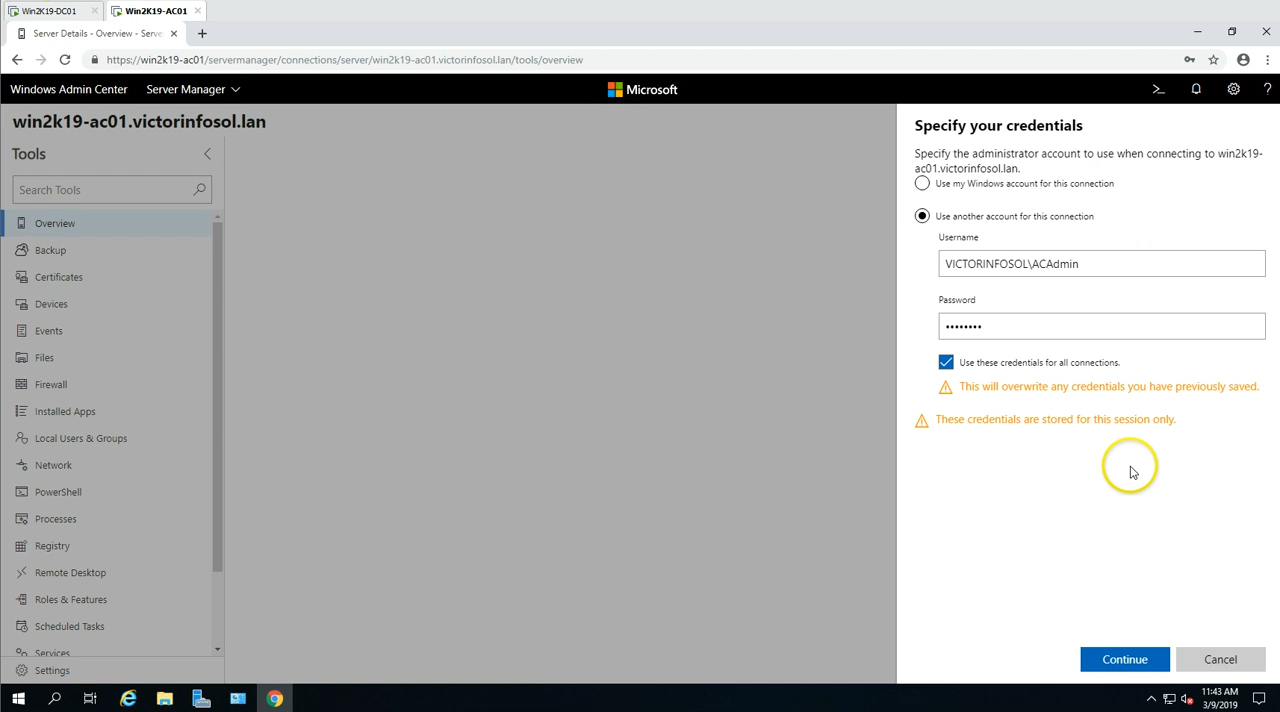 Win2K19-DC01
Win2K19-AC01
Server Details - Overview - Serve
https://win2k19-ac01/servermanager/connections/server/win2k19-ac01.victorinfosol.lan/tools/overview
Windows Admin Center
Server Manager
Microsoft
win2k19-ac01.victorinfosol.lan
Tools
Search Tools
Overview
Backup
Certificates
Devices
Events
Files
Firewall
Installed Apps
Local Users & Groups
Network
PowerShell
Processes
Registry
Remote Desktop
Roles & Features
Scheduled Tasks
Services
Settings
Specify your credentials
Specify the administrator account to use when connecting to win2k19-
ac01.victorinfosol.lan.
Use my Windows account for this connection
Use another account for this connection
Username
VICTORINFOSOL\ACAdmin
Password
••••••••
Use these credentials for all connections.
This will overwrite any credentials you have previously saved.
These credentials are stored for this session only.
Continue
Cancel
11:43 AM
3/9/2019